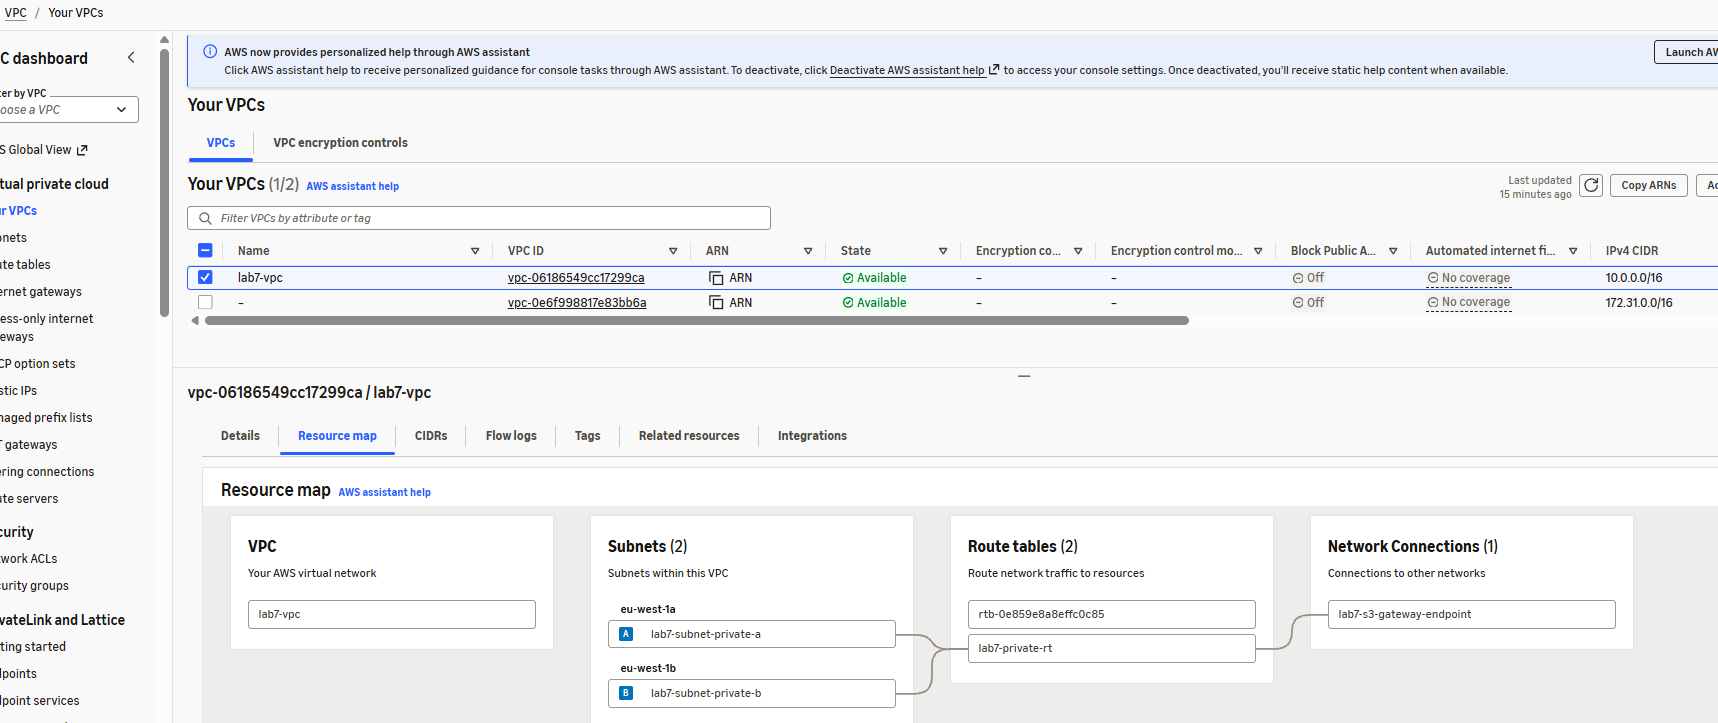 VPC / Your VPCs
C dashboard
ter by VPC
oose a VPC
S Global View
tual private cloud
r VPCs
nets
te tables
ernet gateways
ess-only internet
eways
CP option sets
stic IPs
naged prefix lists
T gateways
ering connections
te servers
curity
work ACLs
curity groups
vateLink and Lattice
ting started
dpoints
dpoint services
AWS now provides personalized help through AWS assistant
Click AWS assistant help to receive personalized guidance for console tasks through AWS assistant. To deactivate, click Deactivate AWS assistant help to access your console settings. Once deactivated, you'll receive static help content when available.
Launch AW
Your VPCs
VPCs VPC encryption controls
Your VPCs (1/2) AWS assistant help
Last updated
15 minutes ago
Copy ARNs
Ac
Filter VPCs by attribute or tag
Name VPC ID ARN State Encryption co... Encryption control mo... Block Public A... Automated internet fi... IPv4 CIDR
lab7-vpc vpc-06186549cc17299ca ARN Available – – Off No coverage 10.0.0.0/16
– vpc-0e6f998817e83bb6a ARN Available – – Off No coverage 172.31.0.0/16
vpc-06186549cc17299ca / lab7-vpc
Details Resource map CIDRs Flow logs Tags Related resources Integrations
Resource map AWS assistant help
VPC
Your AWS virtual network
lab7-vpc
Subnets (2)
Subnets within this VPC
eu-west-1a
A lab7-subnet-private-a
eu-west-1b
B lab7-subnet-private-b
Route tables (2)
Route network traffic to resources
rtb-0e859e8a8effc0c85
lab7-private-rt
Network Connections (1)
Connections to other networks
lab7-s3-gateway-endpoint